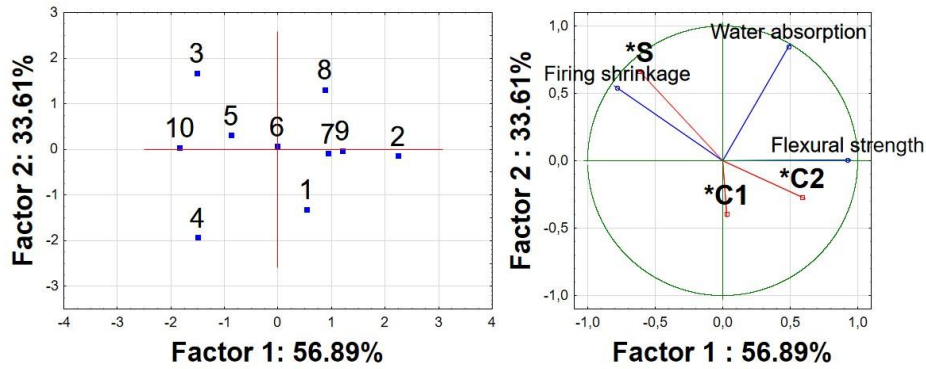 3
2
1
0
-1
-2
-3
-4 -3 -2 -1 0 1 2 3 4
Factor 2: 33.61%
Factor 1: 56.89%
3
8
5
10
6
79
2
1
4
1,0
0,5
0,0
-0,5
-1,0
-1,0 -0,5 0,0 0,5 1,0
Factor 2 : 33.61%
Factor 1 : 56.89%
Water absorption
*S
Firing shrinkage
Flexural strength
*C2
*C1